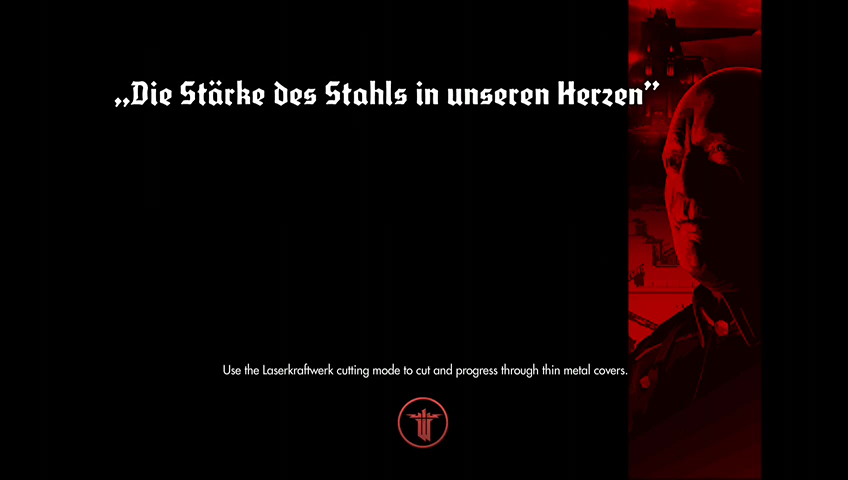 „Die Stärke des Stahls in unseren Herzen”
Use the Laserkraftwerk cutting mode to cut and progress through thin metal covers.